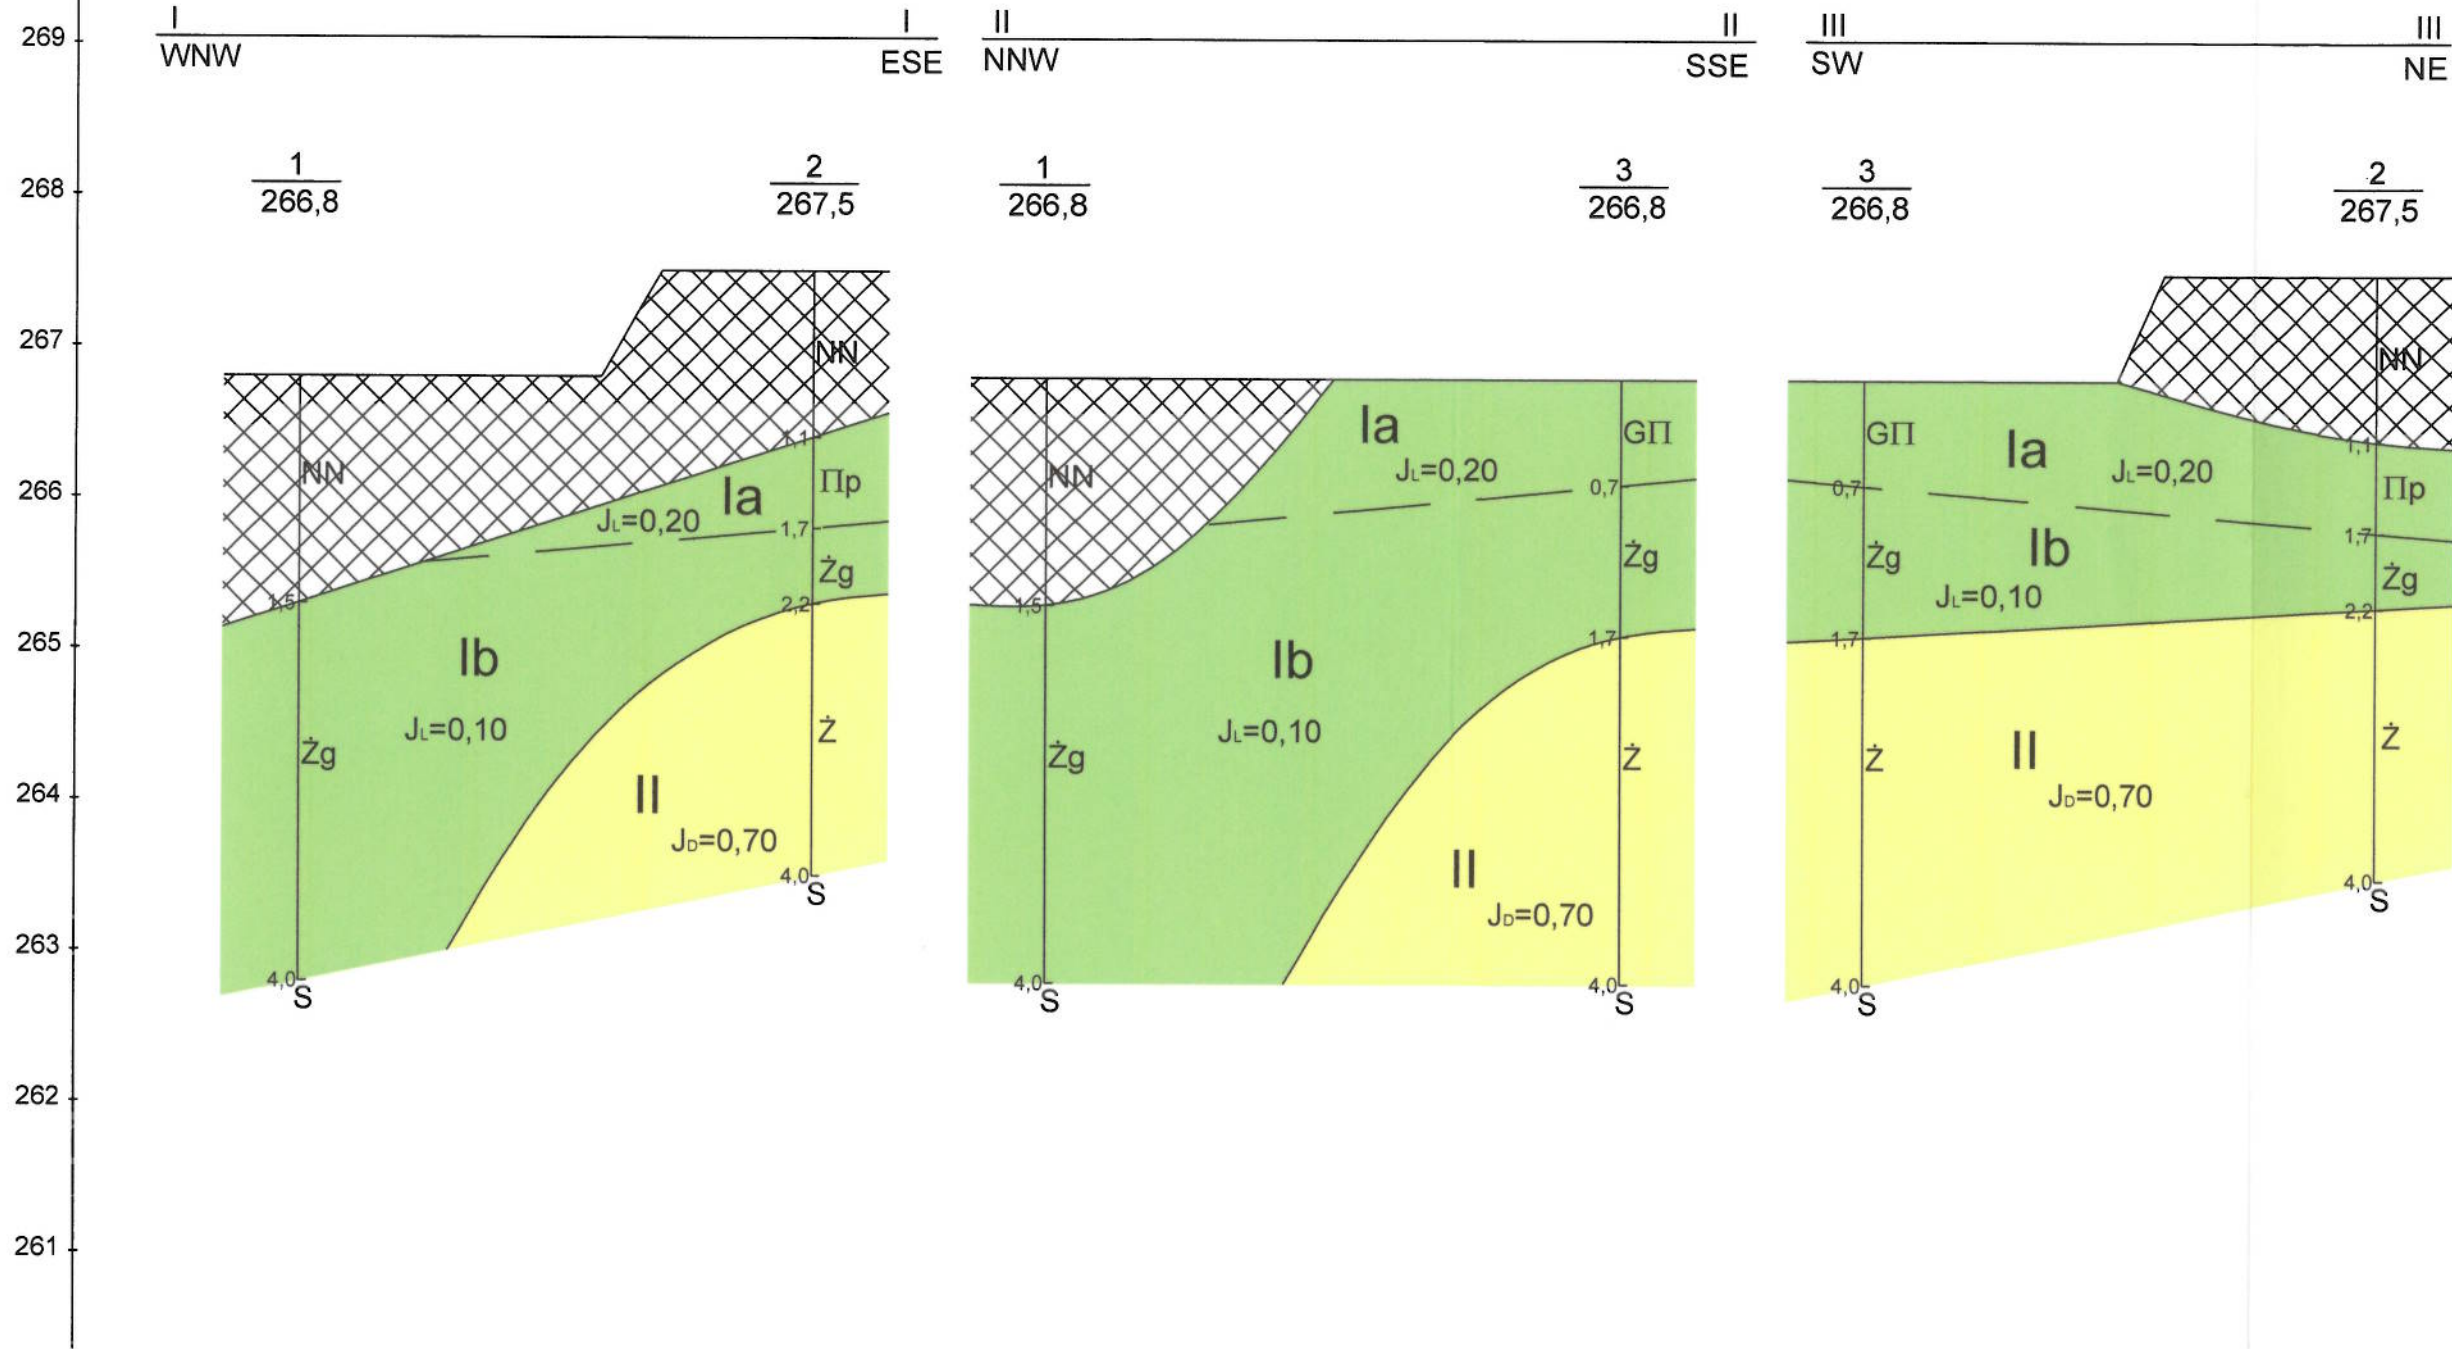 269
268
267
266
265
264
263
262
261
I I
WNW ESE
1 2
266,8 267,5
NN
NN
1,1
Πp
Ia
JL=0,20
1,7
Żg
1,5
2,2
Ib
JL=0,10
Żg
Ż
II
JD=0,70
4,0
S
4,0
S
II II
NNW SSE
1 3
266,8 266,8
Ia
GΠ
JL=0,20
NN
0,7
Żg
1,5
1,7
Ib
JL=0,10
Żg
Ż
II
JD=0,70
4,0
S
4,0
S
III III
SW NE
3 2
266,8 267,5
NN
GΠ
Ia
1,1
JL=0,20
0,7
Πp
1,7
Ib
Żg
Żg
JL=0,10
2,2
1,7
Ż
Ż
II
JD=0,70
4,0
S
4,0
S